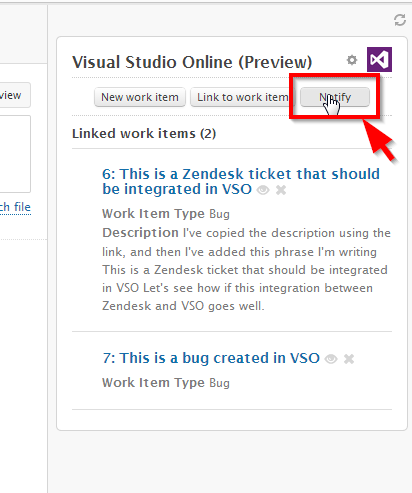 Visual Studio Online (Preview)
view
New work item
Link to work item
Notify
Linked work items (2)
6: This is a Zendesk ticket that should
be integrated in VSO
ch file
Work Item Type Bug
Description I've copied the description using the
link, and then I've added this phrase I'm writing
This is a Zendesk ticket that should be integrated
in VSO Let's see how if this integration between
Zendesk and VSO goes well.
7: This is a bug created in VSO
Work Item Type Bug